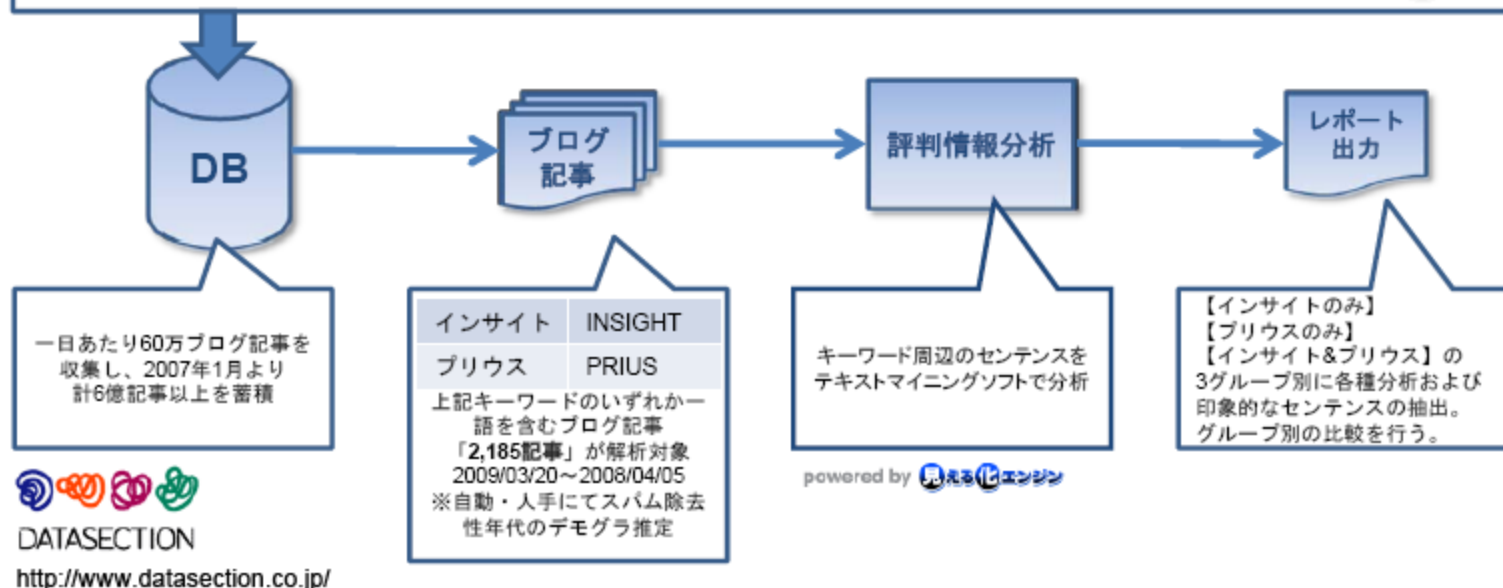 DB
ブログ
記事
評判情報分析
レポート
出力
一日あたり60万ブログ記事を
収集し、2007年1月より
計6億記事以上を蓄積
インサイト INSIGHT
プリウス PRIUS
上記キーワードのいずれか一
語を含むブログ記事
「2,185記事」が解析対象
2009/03/20～2008/04/05
※自動・人手にてスパム除去
性年代のデモグラ推定
キーワード周辺のセンテンスを
テキストマイニングソフトで分析
【インサイトのみ】
【プリウスのみ】
【インサイト&プリウス】の
3グループ別に各種分析および
印象的なセンテンスの抽出。
グループ別の比較を行う。
powered by 見える化エンジン
DATASECTION
http://www.datasection.co.jp/